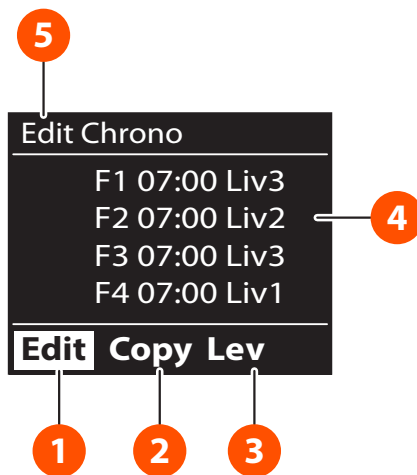 5
Edit Chrono
F1 07:00 Liv3
F2 07:00 Liv2
4
F3 07:00 Liv3
F4 07:00 Liv1
Edit Copy Lev
1 2 3